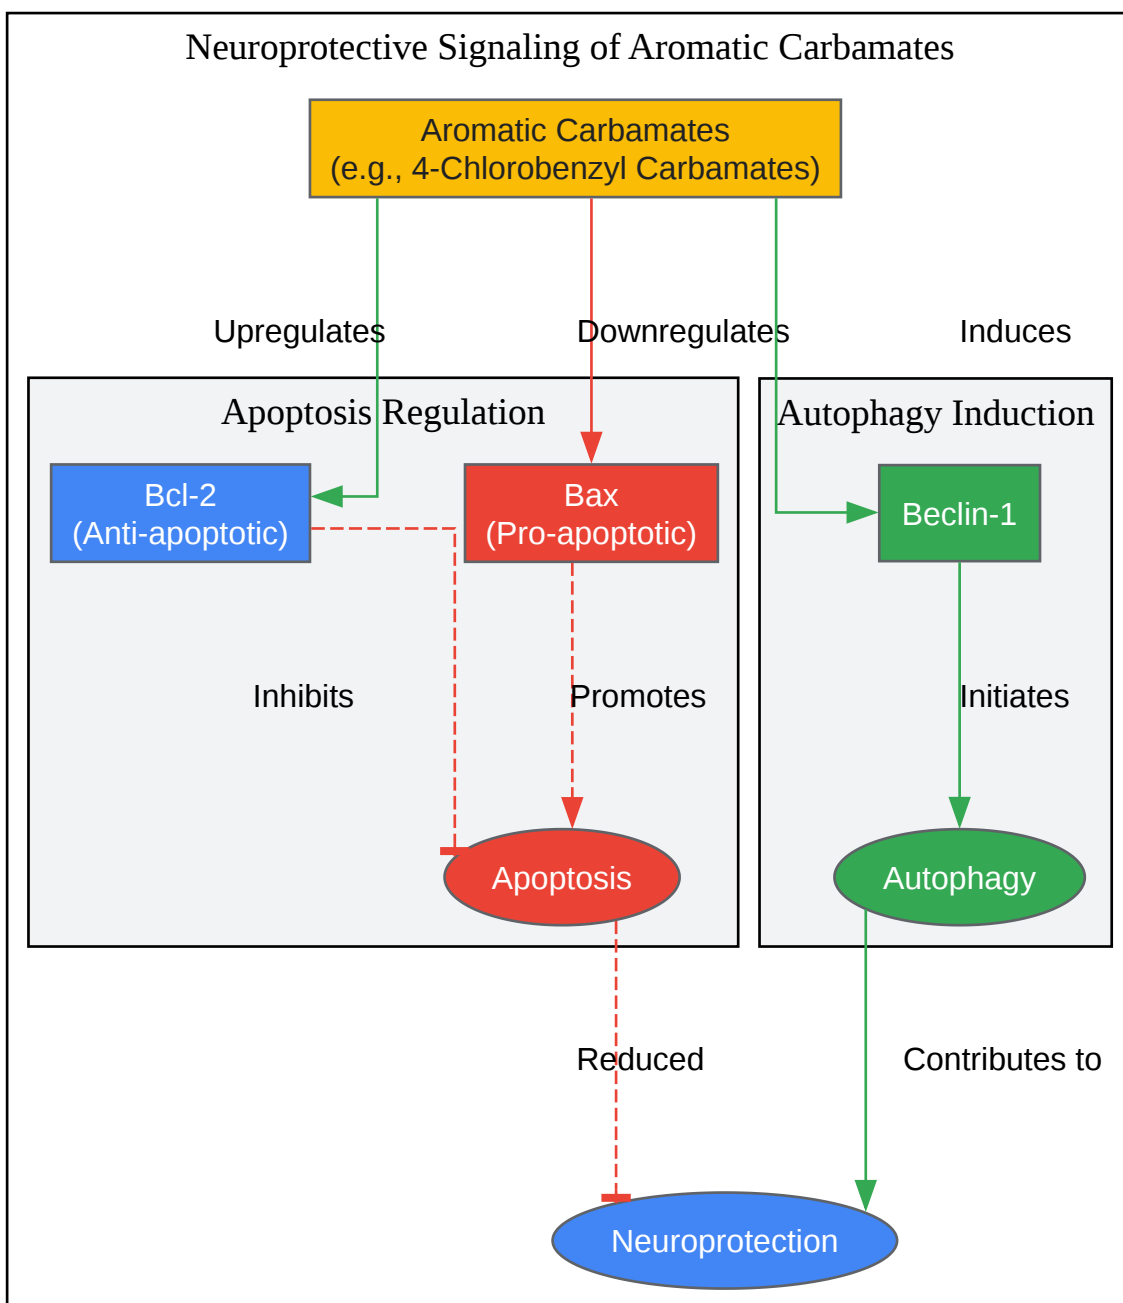 Neuroprotective Signaling of Aromatic Carbamates
Aromatic Carbamates
(e.g., 4-Chlorobenzyl Carbamates)
Upregulates
Downregulates
Induces
Apoptosis Regulation
Autophagy Induction
Bcl-2
(Anti-apoptotic)
Bax
(Pro-apoptotic)
Beclin-1
Inhibits
Promotes
Initiates
Apoptosis
Autophagy
Reduced
Contributes to
Neuroprotection